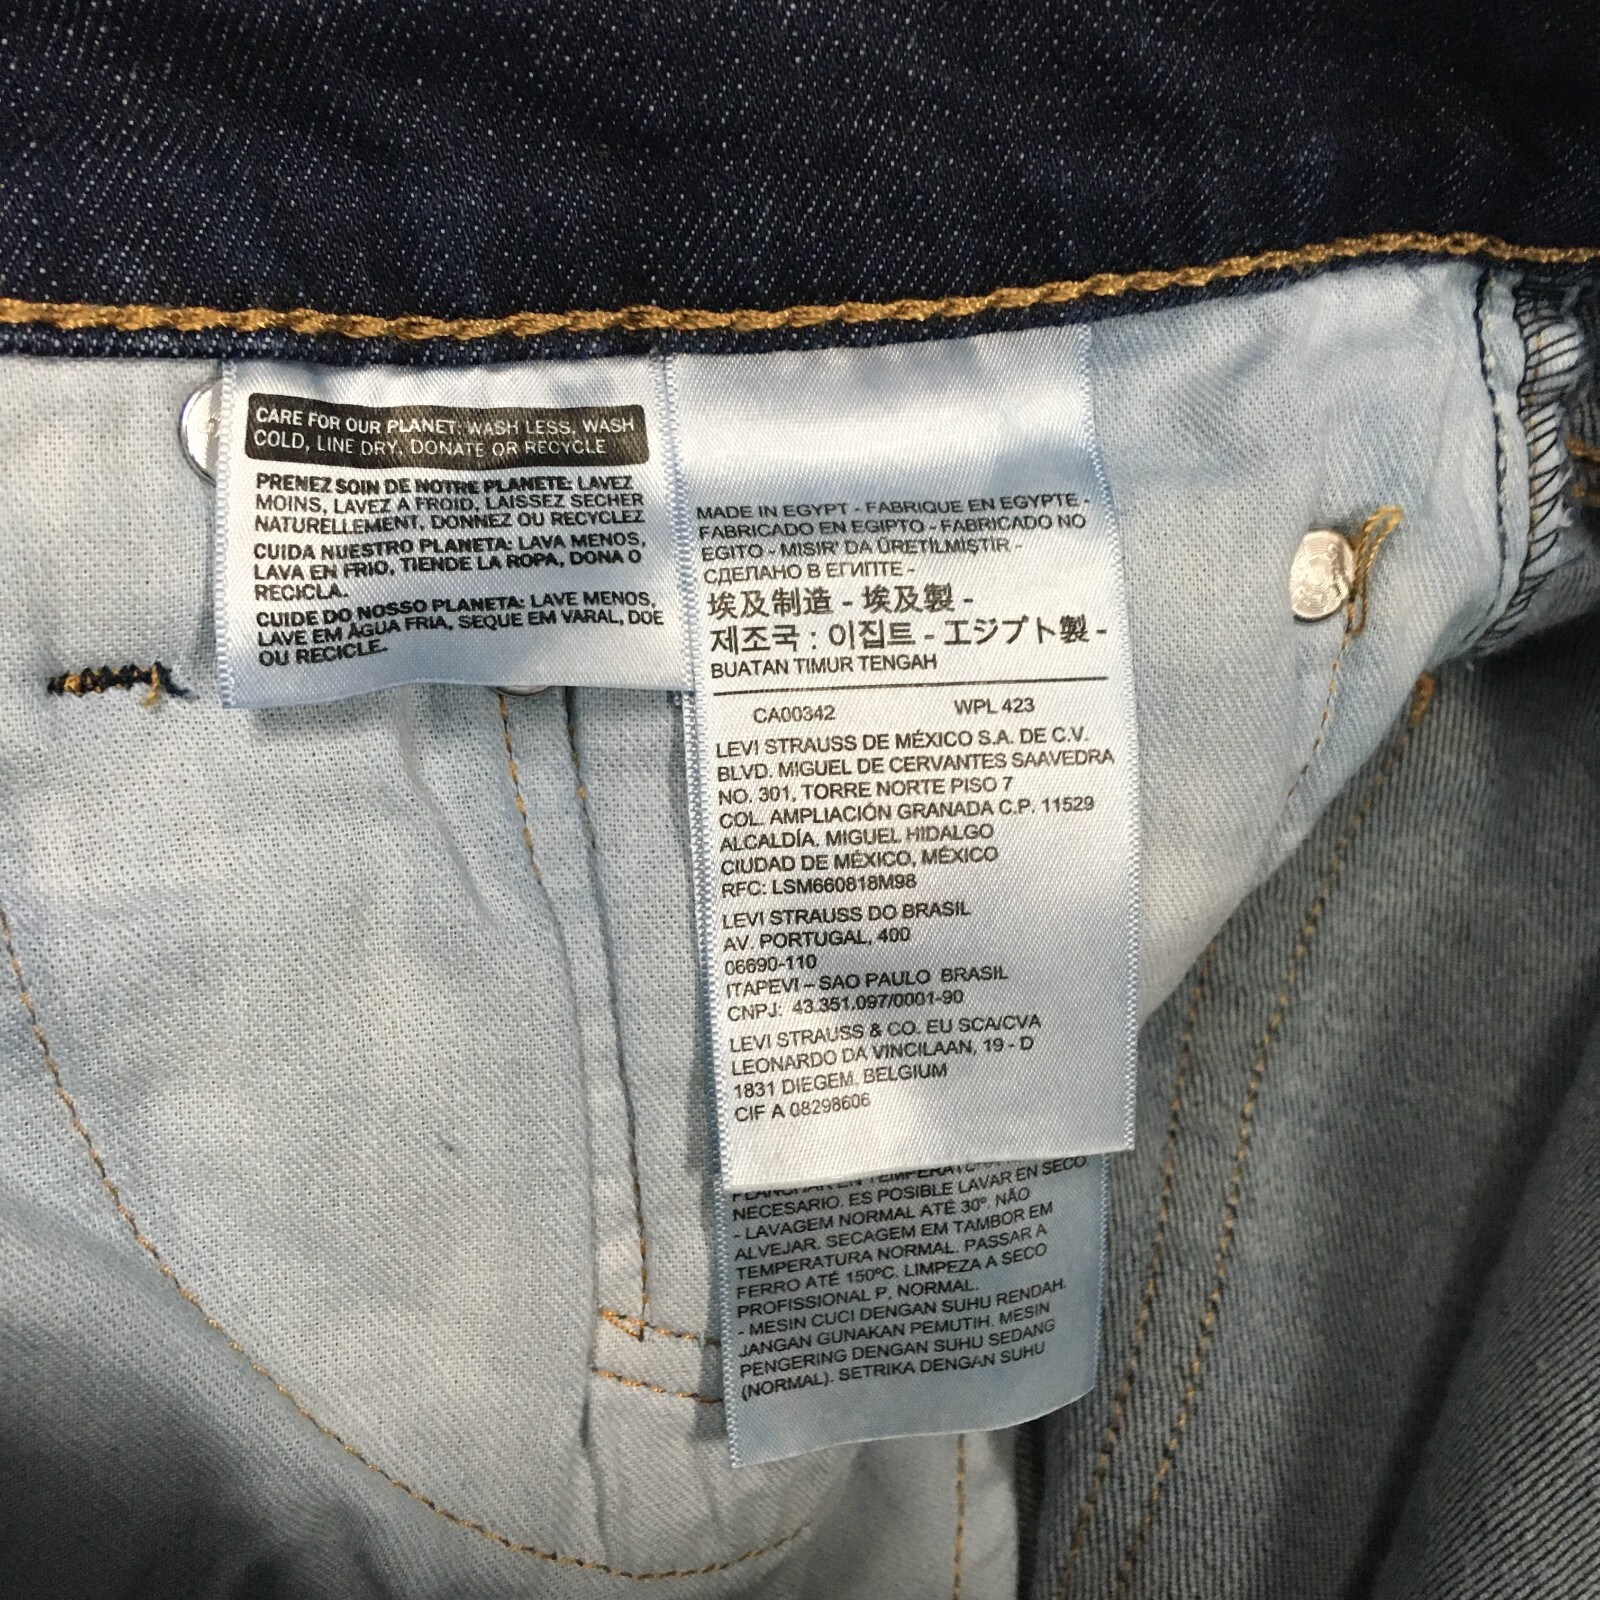 CARE FOR OUR PLANET: WASH LESS, WASH
COLD, LINE DRY, DONATE OR RECYCLE
PRENEZ SOIN DE NOTRE PLANETE: LAVEZ
MOINS, LAVEZ A FROID, LAISSEZ SECHER
NATURELLEMENT, DONNEZ OU RECYCLEZ
CUIDA NUESTRO PLANETA: LAVA MENOS,
LAVA EN FRIO, TIENDE LA ROPA, DONA O
RECICLA.
CUIDE DO NOSSO PLANETA: LAVE MENOS,
LAVE EM ÁGUA FRIA, SEQUE EM VARAL, DOE
OU RECICLE.
MADE IN EGYPT - FABRIQUE EN EGYPTE -
FABRICADO EN EGIPTO - FABRICADO NO
EGITO - MISIR' DA ÜRETİLMİŞTİR -
СДЕЛАНО В ЕГИПТЕ -
埃及制造 - 埃及製 -
제조국 : 이집트 - エジプト製 -
BUATAN TIMUR TENGAH
CA00342 WPL 423
LEVI STRAUSS DE MÉXICO S.A. DE C.V.
BLVD. MIGUEL DE CERVANTES SAAVEDRA
NO. 301, TORRE NORTE PISO 7
COL. AMPLIACIÓN GRANADA C.P. 11529
ALCALDÍA. MIGUEL HIDALGO
CIUDAD DE MÉXICO, MÉXICO
RFC: LSM660818M98
LEVI STRAUSS DO BRASIL
AV. PORTUGAL, 400
06690-110
ITAPEVI – SAO PAULO BRASIL
CNPJ: 43.351.097/0001-90
LEVI STRAUSS & CO. EU SCA/CVA
LEONARDO DA VINCILAAN, 19 - D
1831 DIEGEM, BELGIUM
CIF A 08298606
PLANCHAR EN
NECESARIO. ES POSIBLE LAVAR EN SECO.
- LAVAGEM NORMAL ATÉ 30º. NÃO
ALVEJAR. SECAGEM EM TAMBOR EM
TEMPERATURA NORMAL. PASSAR A
FERRO ATÉ 150ºC. LIMPEZA A SECO
PROFISSIONAL P, NORMAL.
- MESIN CUCI DENGAN SUHU RENDAH.
JANGAN GUNAKAN PEMUTIH. MESIN
PENGERING DENGAN SUHU SEDANG
(NORMAL). SETRIKA DENGAN SUHU